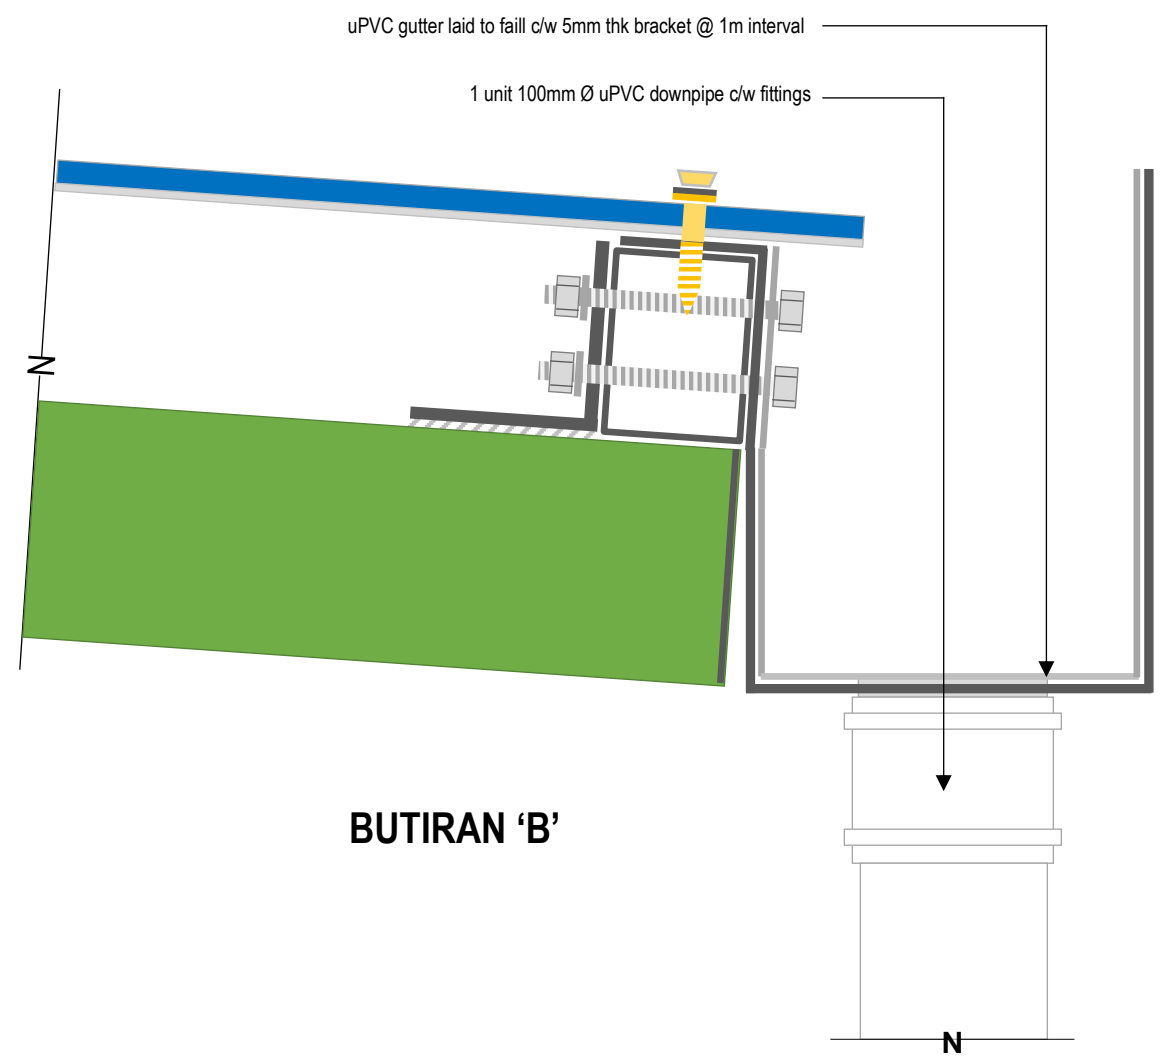 uPVC gutter laid to faill c/w 5mm thk bracket @ 1m interval
1 unit 100mm Ø uPVC downpipe c/w fittings
N
BUTIRAN ‘B’
N